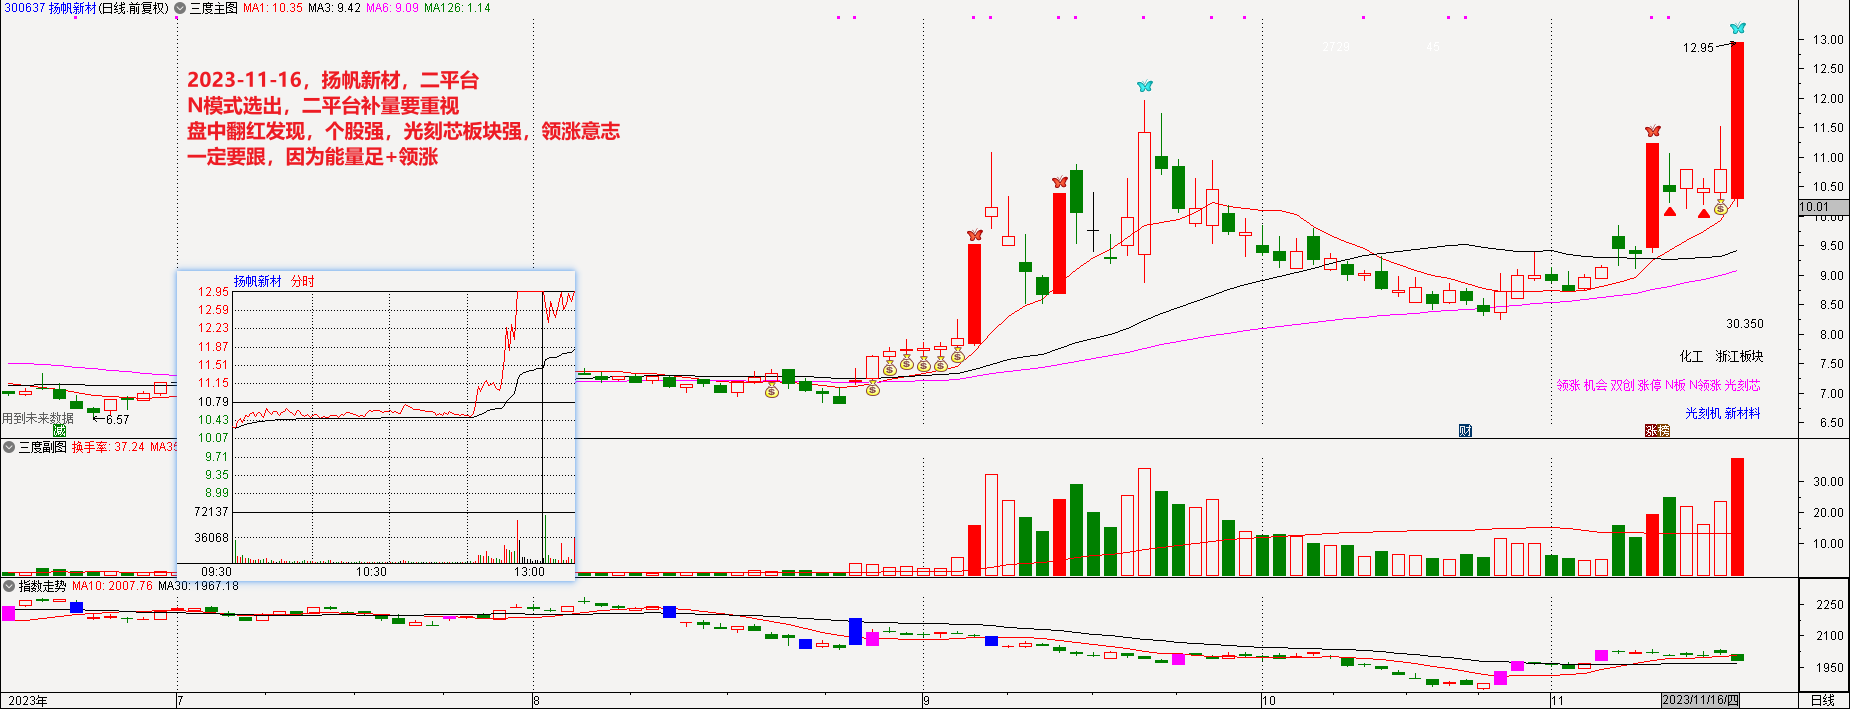 300637 扬帆新材(日线.前复权) 三度主图 MA1: 10.35 MA3: 9.42 MA6: 9.09 MA126: 1.14
2023-11-16，扬帆新材，二平台
N模式选出，二平台补量要重视
盘中翻红发现，个股强，光刻芯板块强，领涨意志
一定要跟，因为能量足+领涨
2729
45
12.95
13.00
12.50
12.00
11.50
11.00
10.50
10.01
10.00
9.50
9.00
8.50
8.00
7.50
7.00
6.50
30.350
化工 浙江板块
领涨 机会 双创 涨停 N板 N领涨 光刻芯
光刻机 新材料
用到未来数据
6.57
减
财
涨榜
扬帆新材 分时
12.95
12.59
12.23
11.87
11.51
11.15
10.79
10.43
10.07
9.71
9.35
8.99
72137
36068
09:30 10:30 13:00
三度副图 换手率: 37.24 MA35
30.00
20.00
10.00
指数走势 MA10: 2007.76 MA30: 1967.18
2250
2100
1950
2023年 7 8 9 10 11 2023/11/16/四 日线